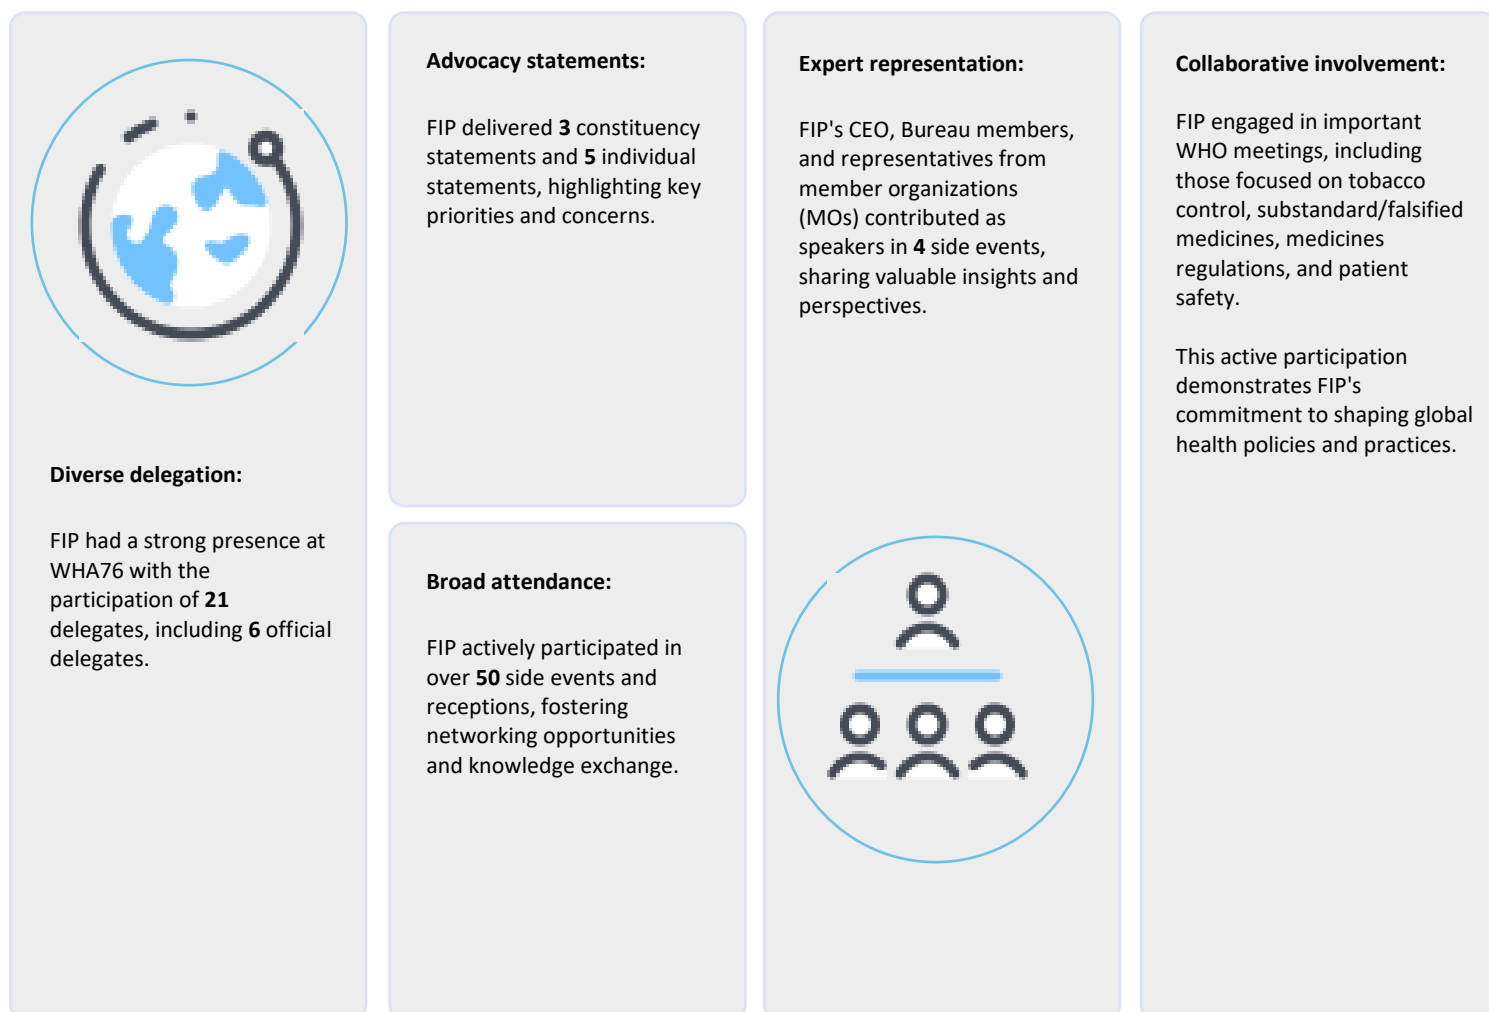 Diverse delegation:
FIP had a strong presence at
WHA76 with the
participation of 21
delegates, including 6 official
delegates.
Advocacy statements:
FIP delivered 3 constituency
statements and 5 individual
statements, highlighting key
priorities and concerns.
Broad attendance:
FIP actively participated in
over 50 side events and
receptions, fostering
networking opportunities
and knowledge exchange.
Expert representation:
FIP's CEO, Bureau members,
and representatives from
member organizations
(MOs) contributed as
speakers in 4 side events,
sharing valuable insights and
perspectives.
Collaborative involvement:
FIP engaged in important
WHO meetings, including
those focused on tobacco
control, substandard/falsified
medicines, medicines
regulations, and patient
safety.
This active participation
demonstrates FIP's
commitment to shaping global
health policies and practices.